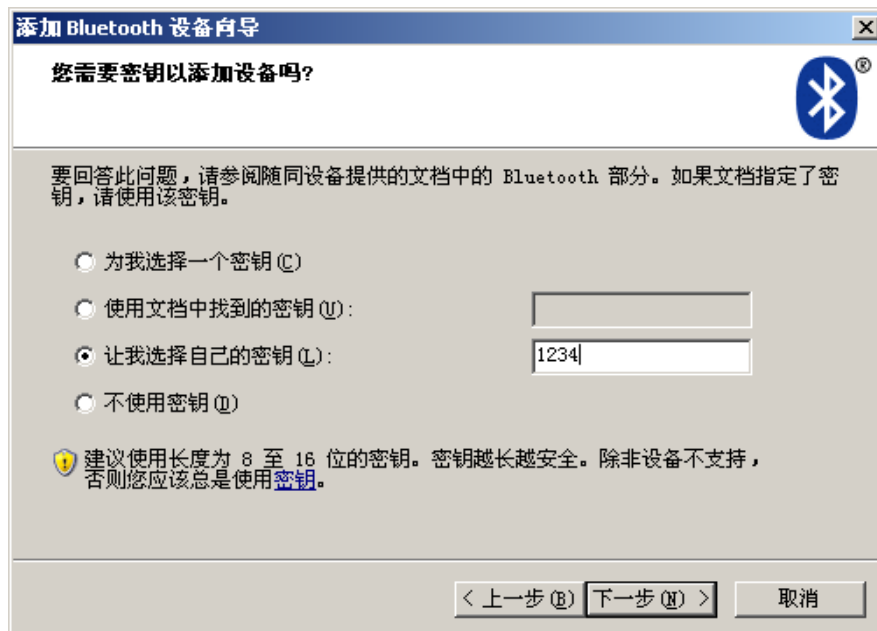 添加 Bluetooth 设备向导
您需要密钥以添加设备吗?
®
要回答此问题，请参阅随同设备提供的文档中的 Bluetooth 部分。如果文档指定了密
钥，请使用该密钥。
为我选择一个密钥(C)
使用文档中找到的密钥(U):
让我选择自己的密钥(L): 1234
不使用密钥(D)
建议使用长度为 8 至 16 位的密钥。密钥越长越安全。除非设备不支持，
否则您应该总是使用密钥。
< 上一步(B) 下一步(N) > 取消